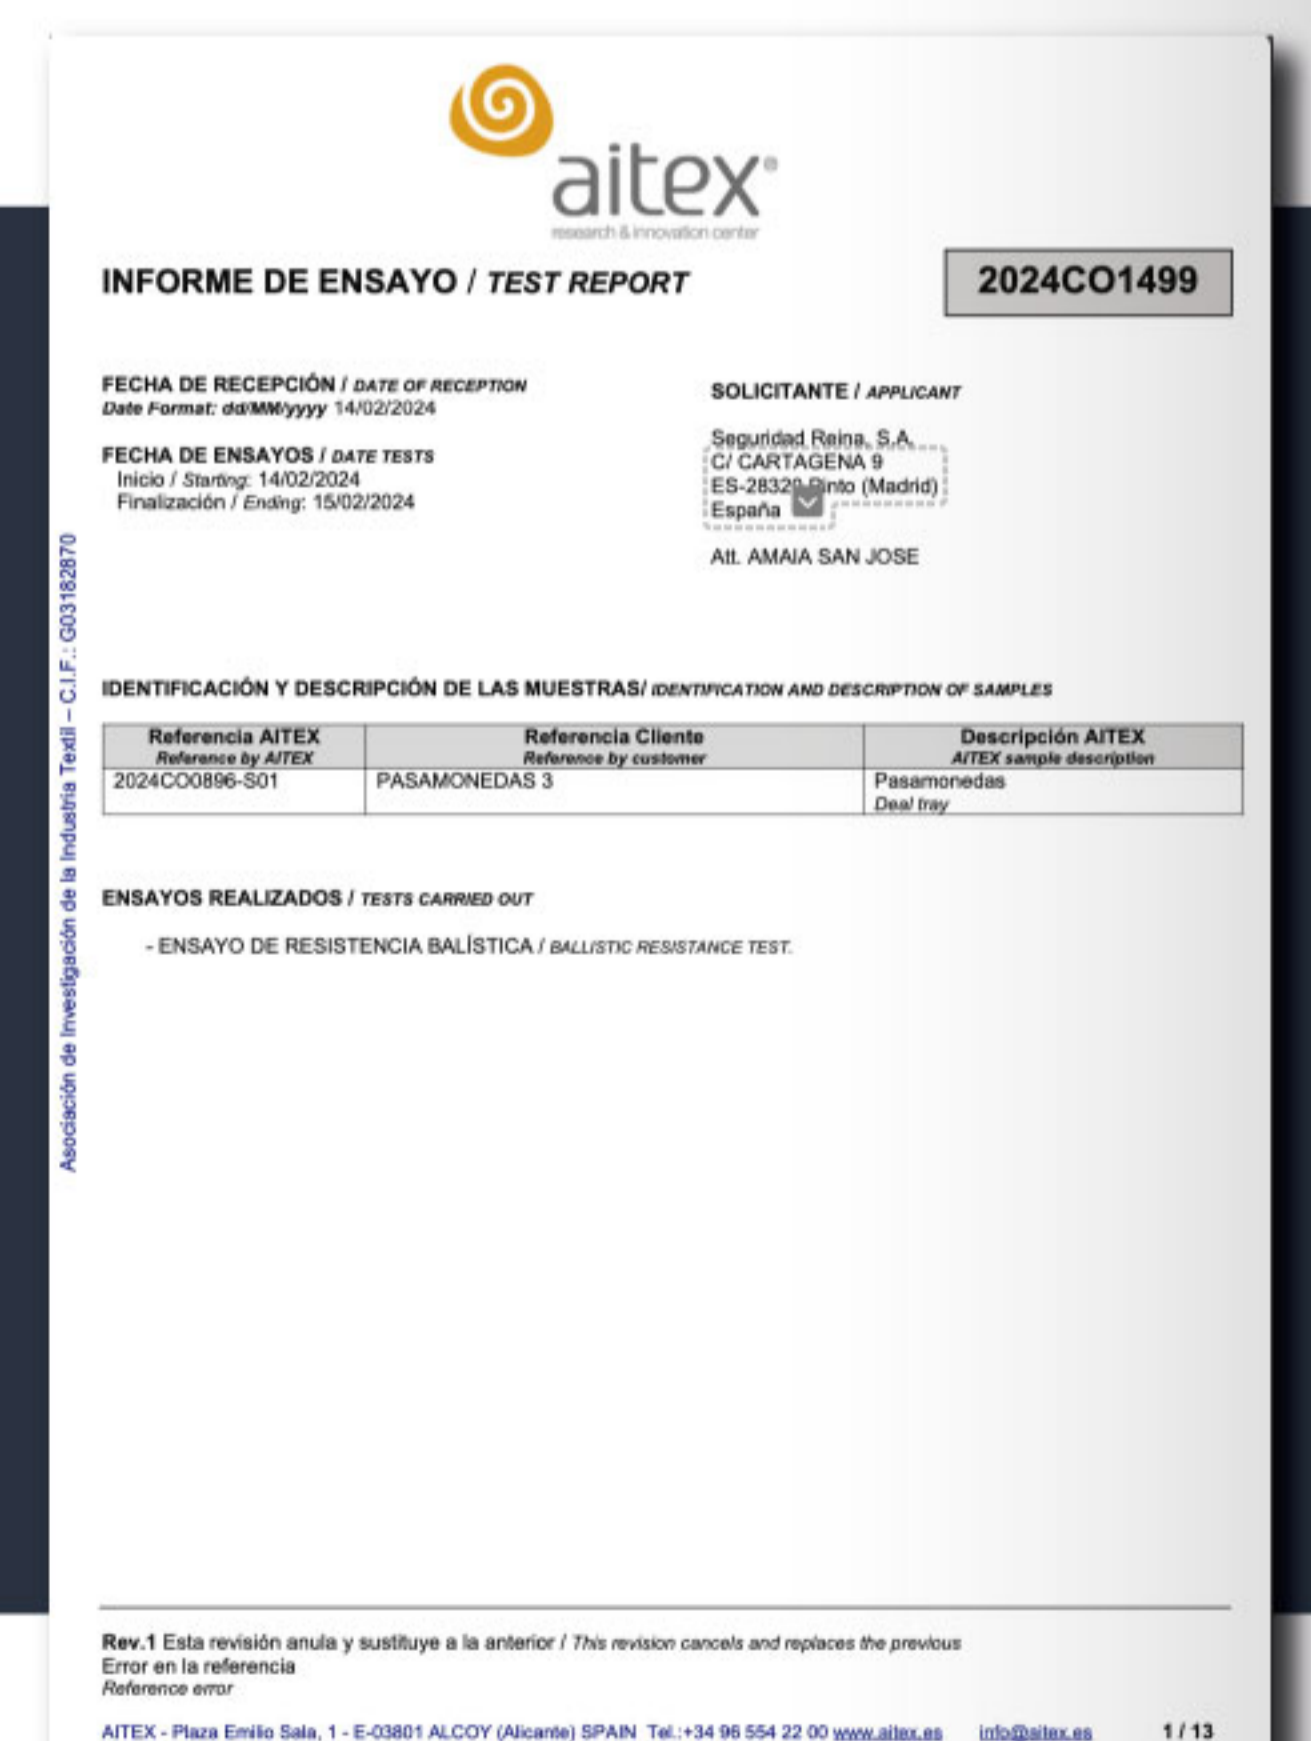 aitex®
research & innovation center
INFORME DE ENSAYO / TEST REPORT
2024CO1499
FECHA DE RECEPCIÓN / DATE OF RECEPTION
Date Format: dd/MM/yyyy 14/02/2024
FECHA DE ENSAYOS / DATE TESTS
Inicio / Starting: 14/02/2024
Finalización / Ending: 15/02/2024
SOLICITANTE / APPLICANT
Seguridad Reina, S.A.
C/ CARTAGENA 9
ES-28320 Pinto (Madrid)
España
Att. AMAIA SAN JOSE
Asociación de Investigación de la Industria Textil – C.I.F.: G03182870
IDENTIFICACIÓN Y DESCRIPCIÓN DE LAS MUESTRAS/ IDENTIFICATION AND DESCRIPTION OF SAMPLES
Referencia AITEX Referencia Cliente Descripción AITEX
Reference by AITEX Reference by customer AITEX sample description
2024CO0896-S01 PASAMONEDAS 3 Pasamonedas
Deal tray
ENSAYOS REALIZADOS / TESTS CARRIED OUT
- ENSAYO DE RESISTENCIA BALÍSTICA / BALLISTIC RESISTANCE TEST.
Rev.1 Esta revisión anula y sustituye a la anterior / This revision cancels and replaces the previous
Error en la referencia
Reference error
AITEX - Plaza Emilio Sala, 1 - E-03801 ALCOY (Alicante) SPAIN Tel.:+34 96 554 22 00 www.aitex.es info@aitex.es 1 / 13